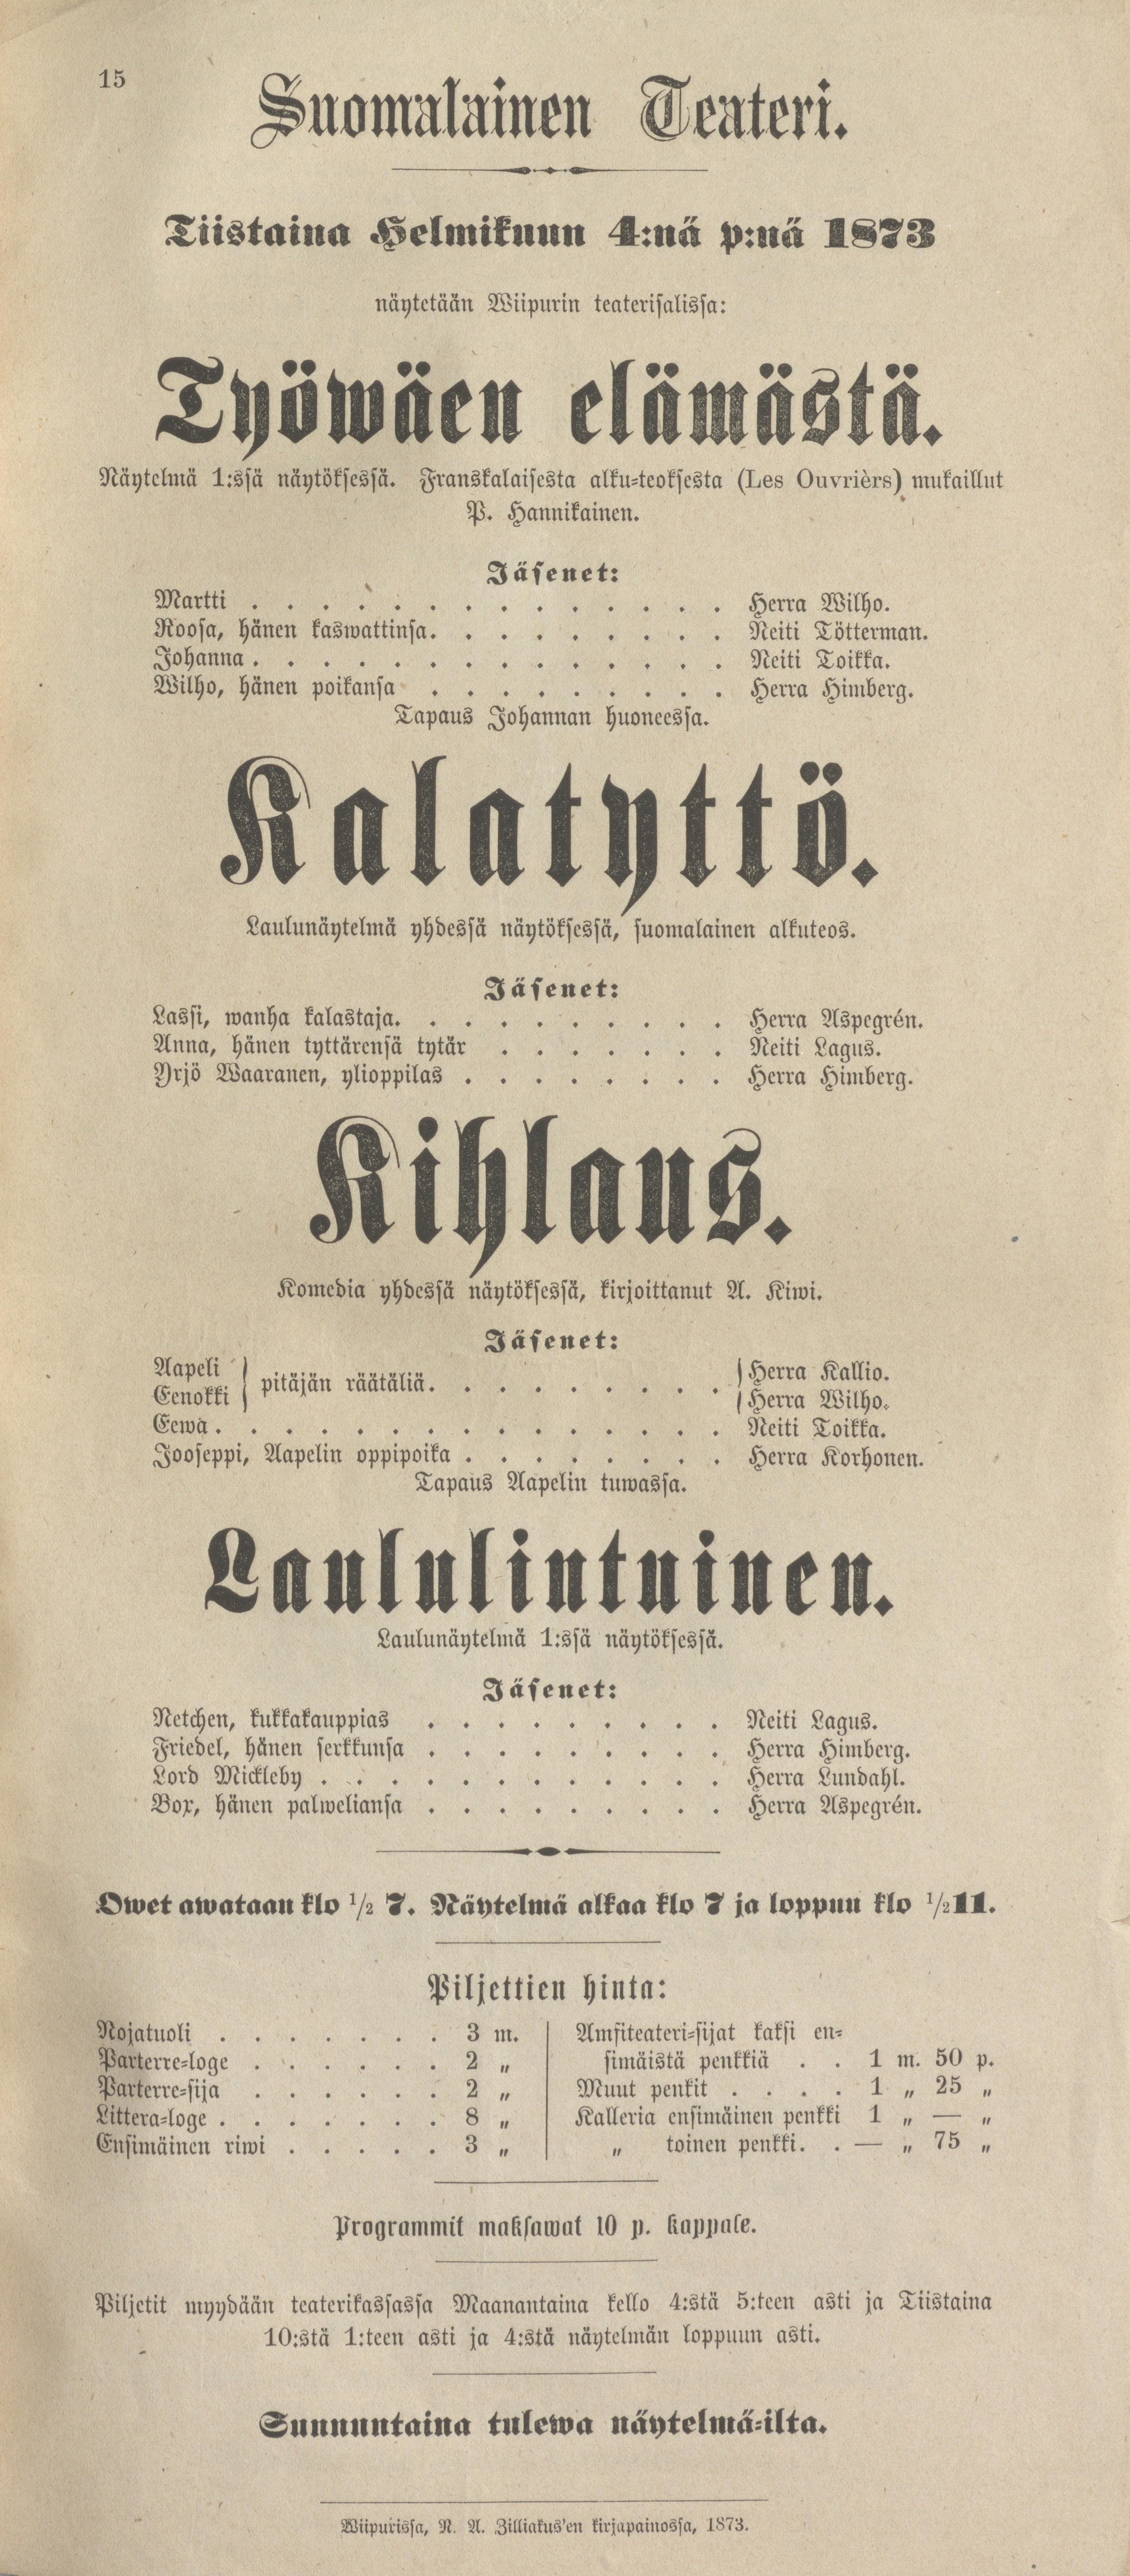 15
Suomalainen Teateri.
Tiistaina Helmikuun 4:nä p:nä 1873
näytetään Wiipurin teaterisalissa:
Työwäen elämästä.
Näytelmä 1:ssä näytöksessä. Franskalaisesta alku-teoksesta (Les Ouvrièrs) mukaillut
P. Hannikainen.
Jäsenet:
Martti . . . . . . . . . . . . . . Herra Wilho.
Roosa, hänen kaswattinsa. . . . . . . . . Neiti Tötterman.
Johanna . . . . . . . . . . . . . . Neiti Toikka.
Wilho, hänen poikansa . . . . . . . . . Herra Himberg.
Tapaus Johannan huoneessa.
Kalatyttö.
Laulunäytelmä yhdessä näytöksessä, suomalainen alkuteos.
Jäsenet:
Lassi, wanha kalastaja. . . . . . . . . . Herra Aspegrén.
Anna, hänen tyttärensä tytär . . . . . . . Neiti Lagus.
Yrjö Waaranen, ylioppilas . . . . . . . . Herra Himberg.
Kihlaus.
Komedia yhdessä näytöksessä, kirjoittanut A. Kiwi.
Jäsenet:
Aapeli } pitäjän räätäliä. . . . . . . . . { Herra Kallio.
Eenokki } { Herra Wilho.
Eewa . . . . . . . . . . . . . . . Neiti Toikka.
Jooseppi, Aapelin oppipoika . . . . . . . . Herra Korhonen.
Tapaus Aapelin tuwassa.
Laululintuinen.
Laulunäytelmä 1:ssä näytöksessä.
Jäsenet:
Netchen, kukkakauppias . . . . . . . . . Neiti Lagus.
Friedel, hänen serkkunsa . . . . . . . . . Herra Himberg.
Lord Mickleby . . . . . . . . . . . . Herra Lundahl.
Box, hänen palweliansa . . . . . . . . . Herra Aspegrén.
Owet awataan klo 1/2 7. Näytelmä alkaa klo 7 ja loppuu klo 1/2 11.
Piljettien hinta:
Nojatuoli . . . . . . . 3 m.
Parterre-loge . . . . . . 2 „
Parterre-sija . . . . . . 2 „
Littera-loge . . . . . . . 8 „
Ensimäinen riwi . . . . . 3 „
Amfiteateri-sijat kaksi en-
simäistä penkkiä . . 1 m. 50 p.
Muut penkit . . . . 1 „ 25 „
Kalleria ensimäinen penkki 1 „ — „
„ toinen penkki. . — „ 75 „
Programmit maksawat 10 p. kappale.
Piljetit myydään teaterikassassa Maanantaina kello 4:stä 5:teen asti ja Tiistaina
10:stä 1:teen asti ja 4:stä näytelmän loppuun asti.
Sunnuntaina tulewa näytelmä-ilta.
Wiipurissa, N. A. Zilliakus'en kirjapainossa, 1873.